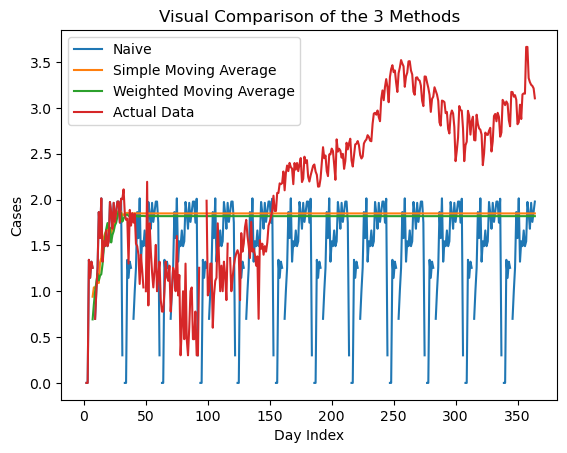 Visual Comparison of the 3 Methods
Naive
Simple Moving Average
Weighted Moving Average
Actual Data
Cases
3.5
3.0
2.5
2.0
1.5
1.0
0.5
0.0
0 50 100 150 200 250 300 350
Day Index